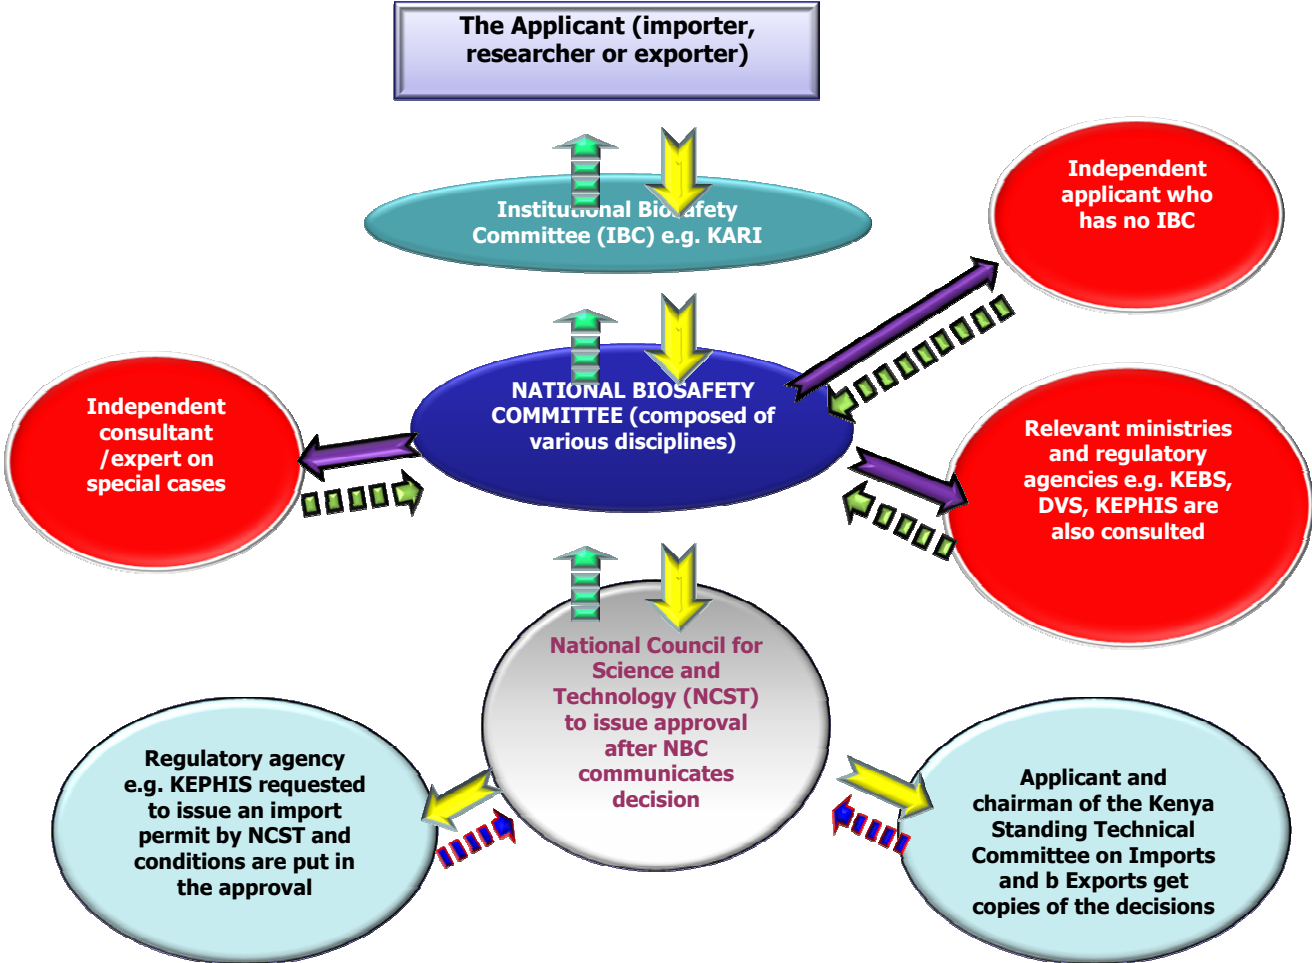 The Applicant (importer,
researcher or exporter)
Institutional Biosafety
Committee (IBC) e.g. KARI
Independent
applicant who
has no IBC
NATIONAL BIOSAFETY
COMMITTEE (composed of
various disciplines)
Independent
consultant
/expert on
special cases
Relevant ministries
and regulatory
agencies e.g. KEBS,
DVS, KEPHIS are
also consulted
National Council for
Science and
Technology (NCST)
to issue approval
after NBC
communicates
decision
Regulatory agency
e.g. KEPHIS requested
to issue an import
permit by NCST and
conditions are put in
the approval
Applicant and
chairman of the Kenya
Standing Technical
Committee on Imports
and b Exports get
copies of the decisions